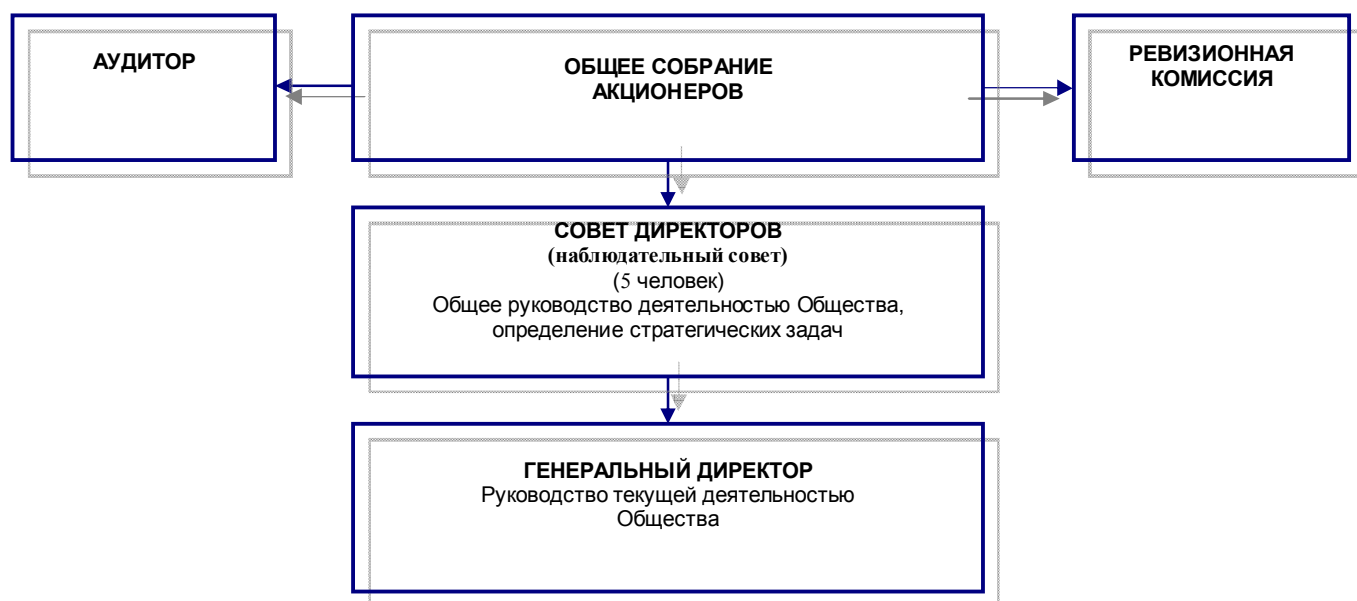 АУДИТОР
ОБЩЕЕ СОБРАНИЕ
АКЦИОНЕРОВ
РЕВИЗИОННАЯ
КОМИССИЯ
СОВЕТ ДИРЕКТОРОВ
(наблюдательный совет)
(5 человек)
Общее руководство деятельностью Общества,
определение стратегических задач
ГЕНЕРАЛЬНЫЙ ДИРЕКТОР
Руководство текущей деятельностью
Общества